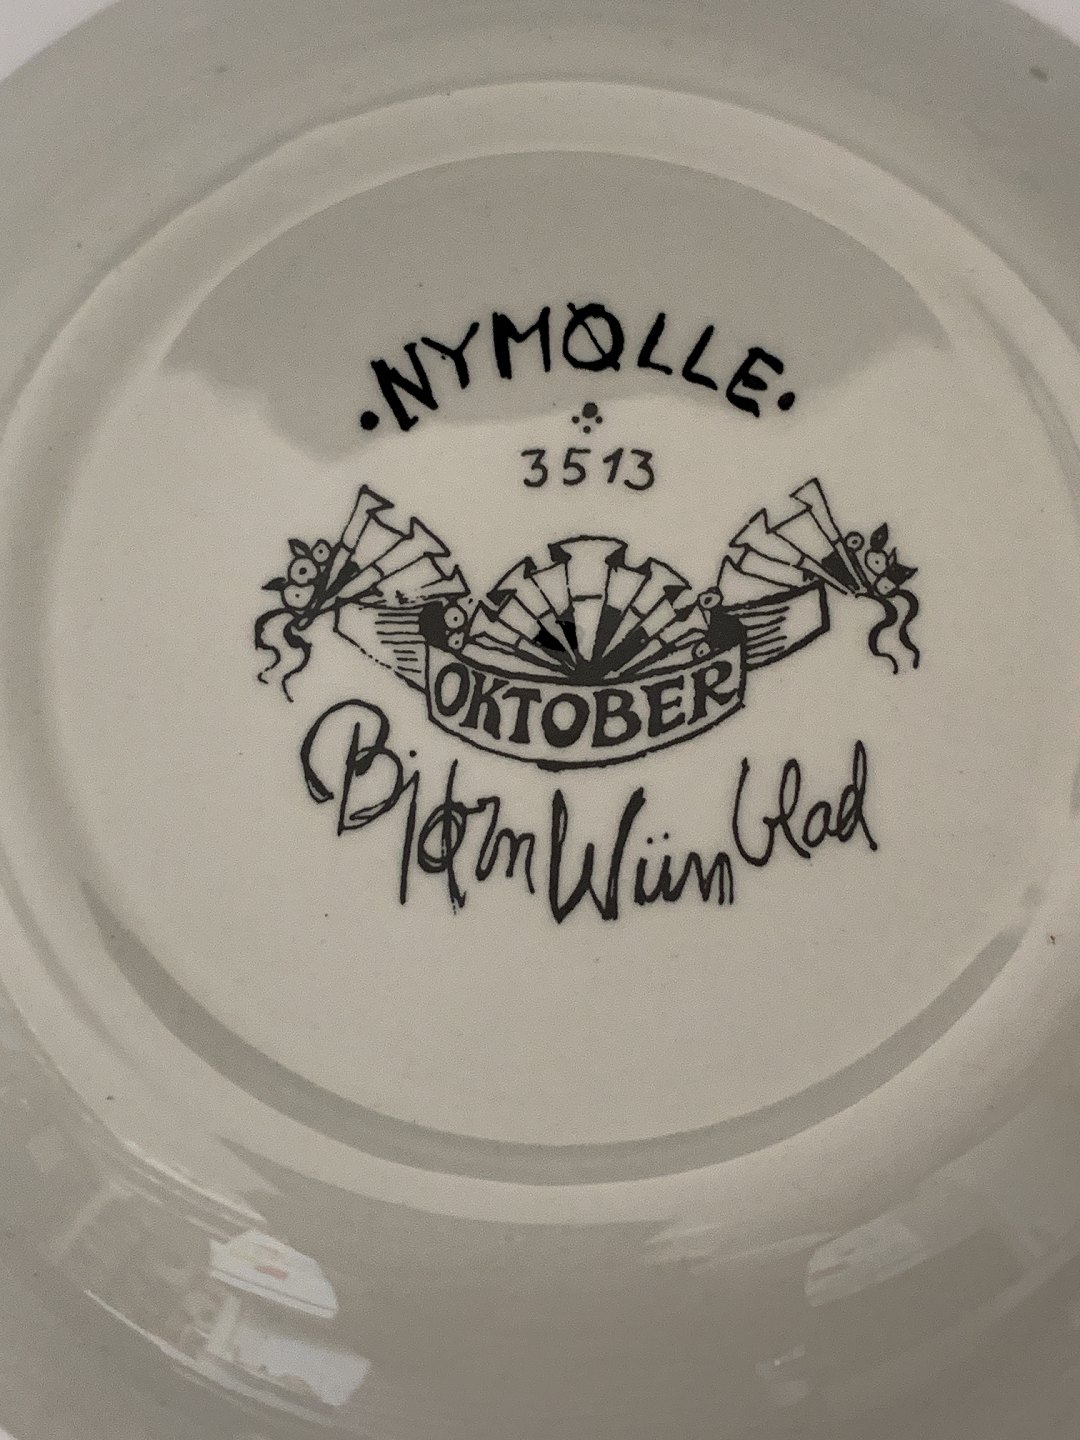 ·NYMØLLE·
3513
OKTOBER
Bjørn Wiinblad